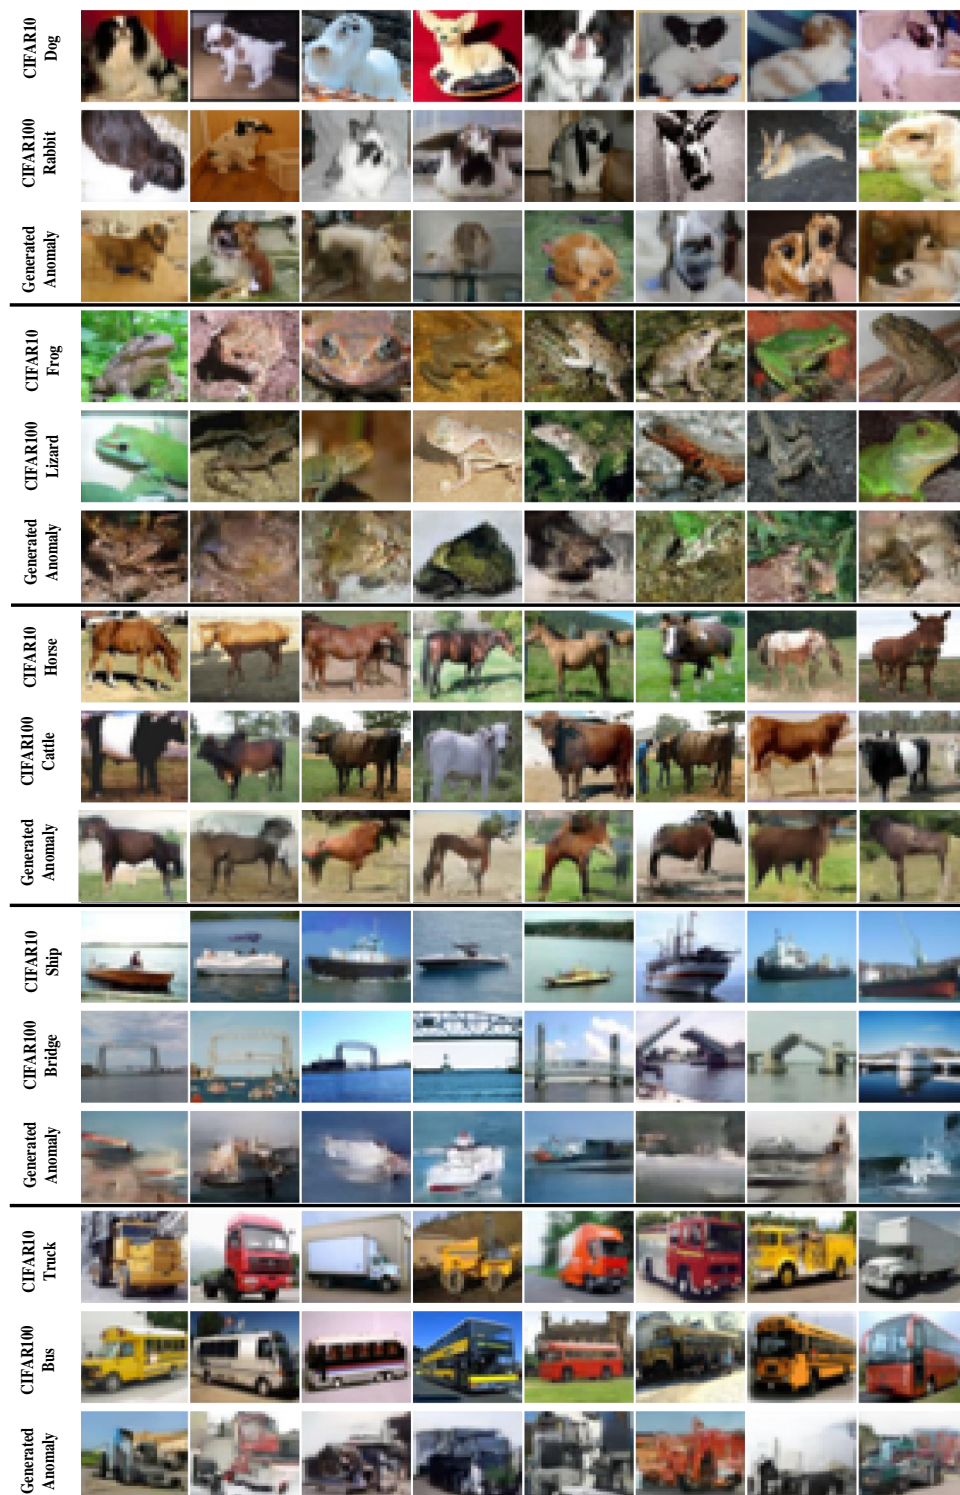 CIFAR10
Dog
CIFAR100
Rabbit
Generated
Anomaly
CIFAR10
Frog
CIFAR100
Lizard
Generated
Anomaly
CIFAR10
Horse
CIFAR100
Cattle
Generated
Anomaly
CIFAR10
Ship
CIFAR100
Bridge
Generated
Anomaly
CIFAR10
Truck
CIFAR100
Bus
Generated
Anomaly